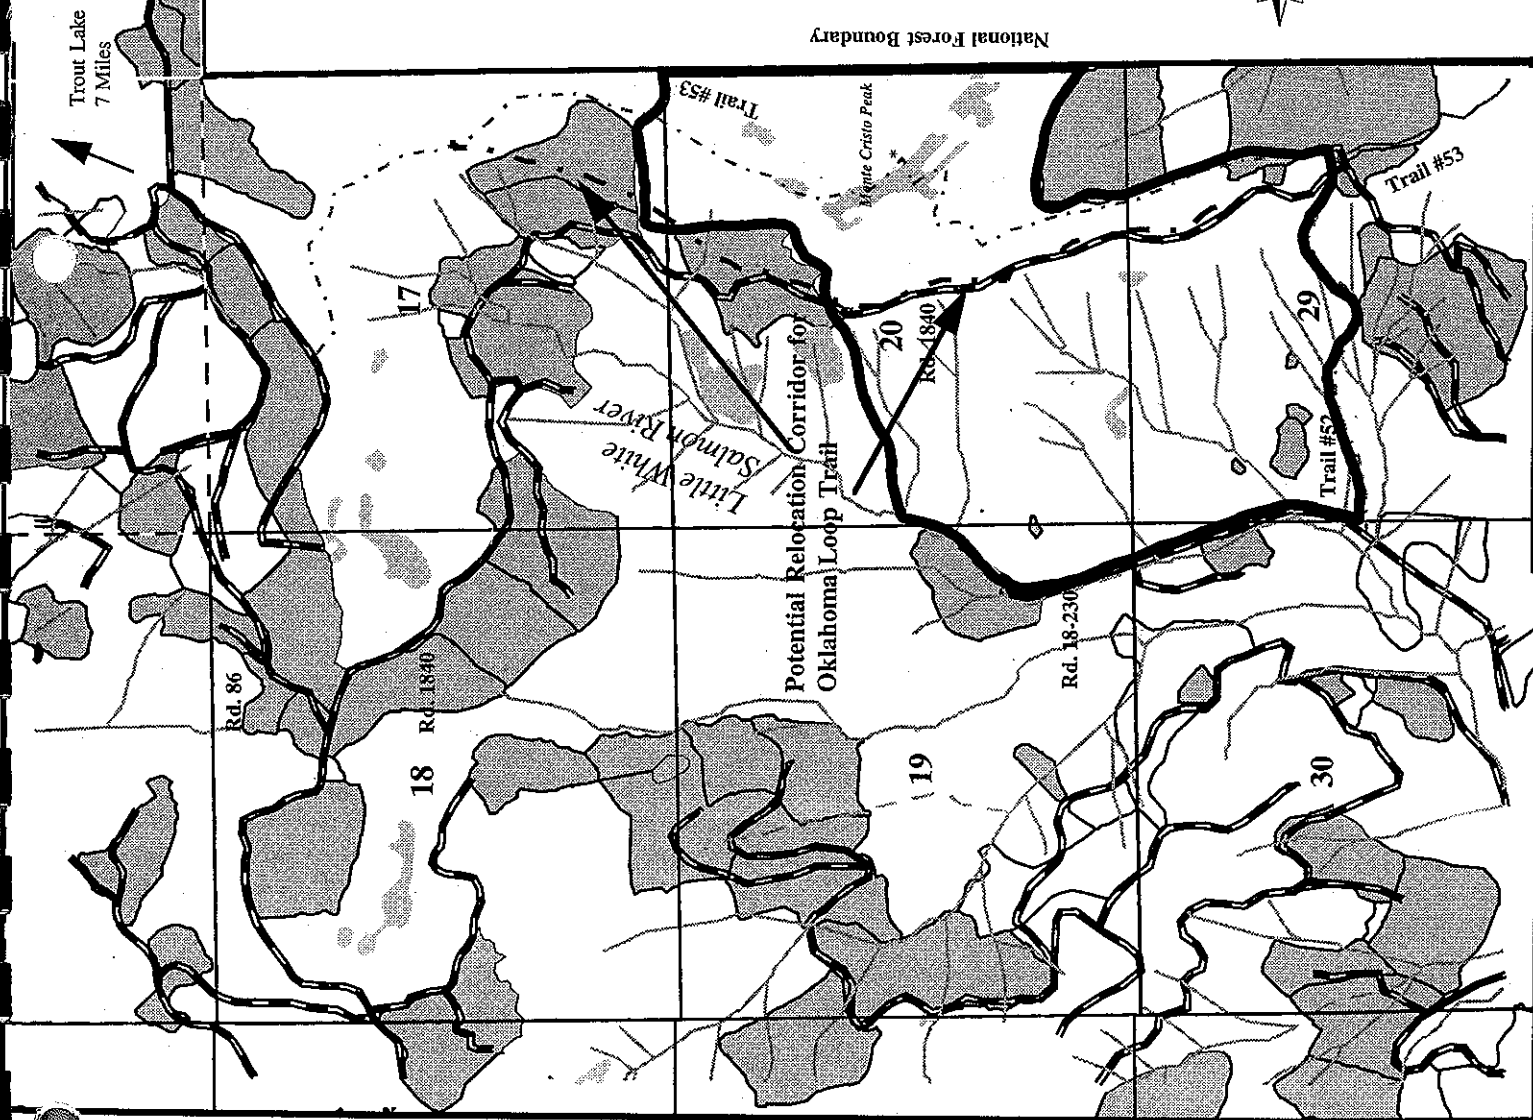 Trout Lake
7 Miles
National Forest Boundary
Trail #53
Monte Cristo Peak
Trail #53
17
20
Rd. 1840
29
Little White
Salmon River
Trail #52
Potential Relocation Corridor for
Oklahoma Loop Trail
Rd. 86
Rd. 1840
Rd. 18-230
18
19
30